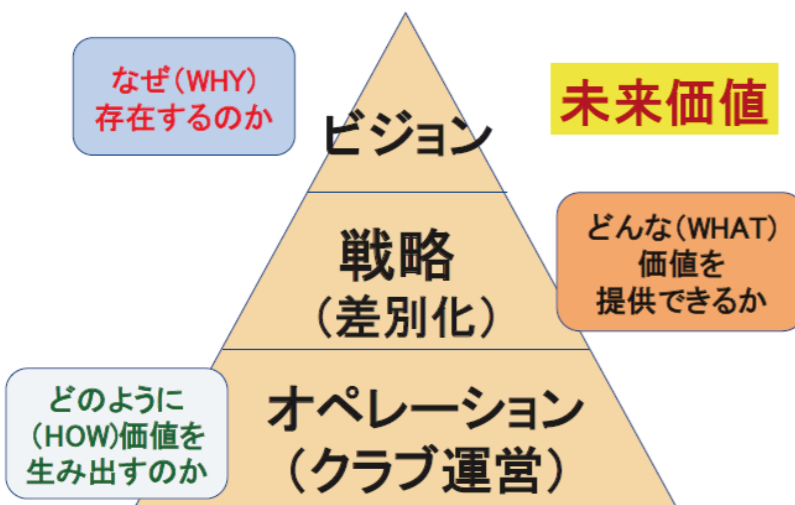 なぜ（WHY）
存在するのか
未来価値
ビジョン
どんな（WHAT）
価値を
提供できるか
戦略
（差別化）
どのように
（HOW）価値を
生み出すのか
オペレーション
（クラブ運営）